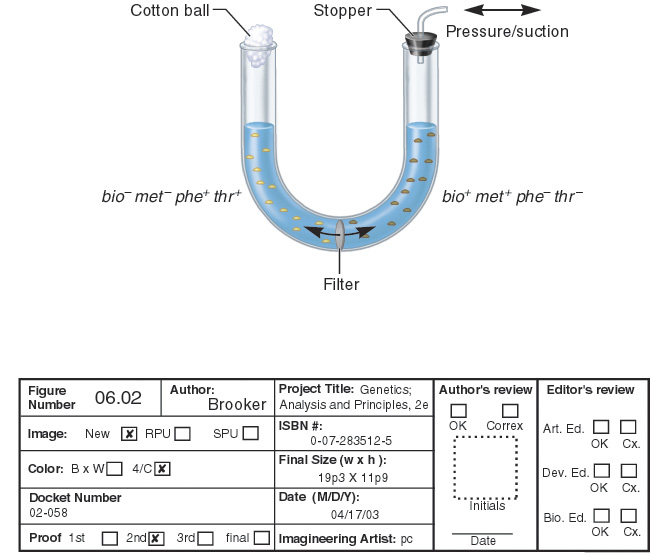 Cotton ball
Stopper
Pressure/suction
bio⁻ met⁻ phe⁺ thr⁺
bio⁺ met⁺ phe⁻ thr⁻
Filter
Figure Number 06.02
Author: Brooker
Project Title: Genetics;
Analysis and Principles, 2e
Author's review
Editor's review
OK Correx
Initials
Date
Image: New ✘ RPU SPU
ISBN #:
0-07-283512-5
Art. Ed.
OK Cx.
Color: B x W 4/C ✘
Final Size (w x h ):
19p3 X 11p9
Dev. Ed.
OK Cx.
Docket Number
02-058
Date (M/D/Y):
04/17/03
Bio. Ed.
OK Cx.
Proof 1st 2nd ✘ 3rd final
Imagineering Artist: pc